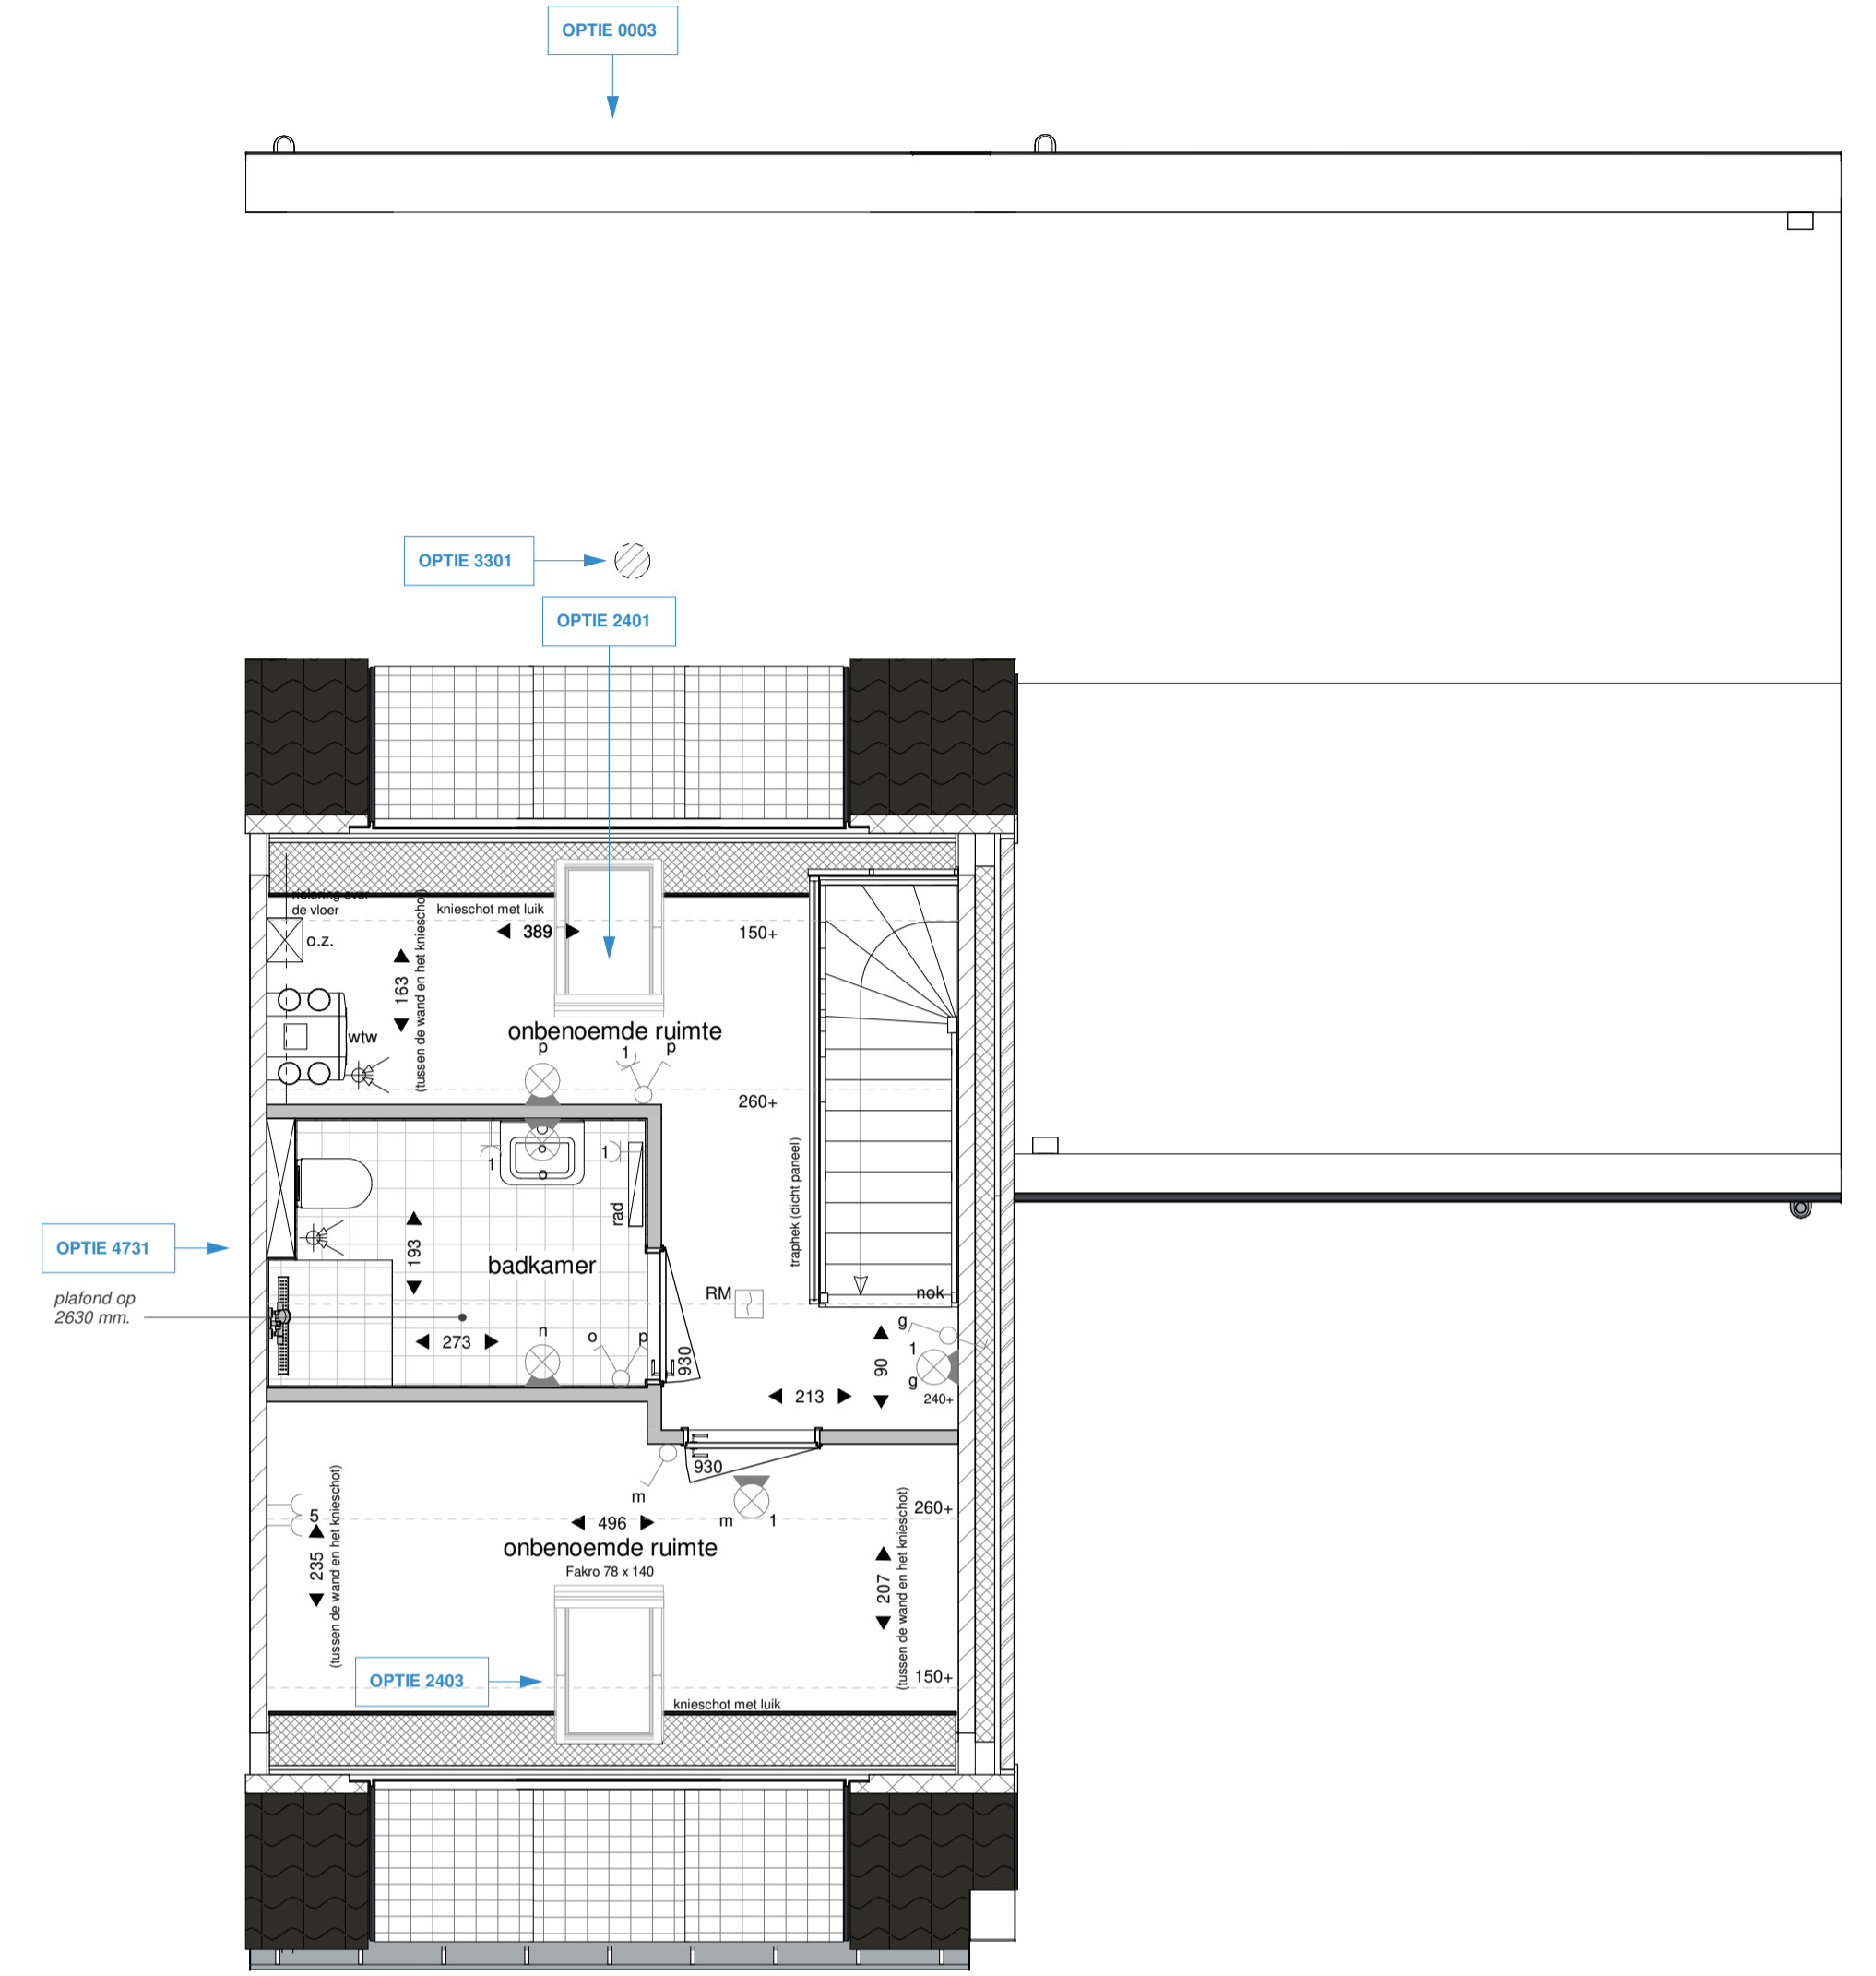 OPTIE 0003
OPTIE 3301
OPTIE 2401
riolering over
de vloer
knieschot met luik
o.z.
389
150+
163
(tussen de wand en het knieschot)
wtw
onbenoemde ruimte
p
1
p
260+
traphek (dicht paneel)
1
1
rad
OPTIE 4731
193
badkamer
plafond op
2630 mm.
RM
nok
273
n
o
p
930
g
1
g
90
213
240+
930
m
5
m
1
260+
496
onbenoemde ruimte
Fakro 78 x 140
235
(tussen de wand en het knieschot)
207
(tussen de wand en het knieschot)
OPTIE 2403
150+
knieschot met luik